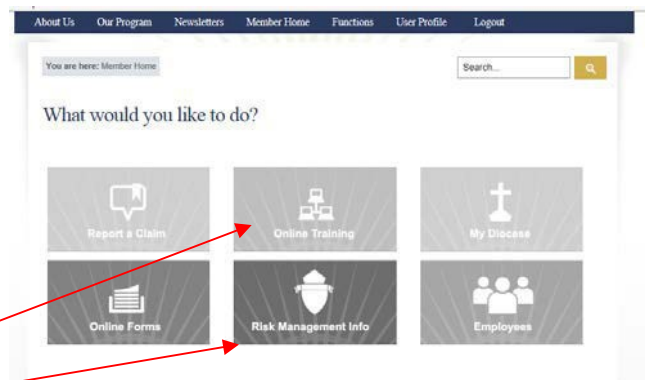 About Us Our Program Newsletters Member Home Functions User Profile Logout
You are here: Member Home
Search...
What would you like to do?
Report a Claim Online Training My Diocese
Online Forms Risk Management Info Employees